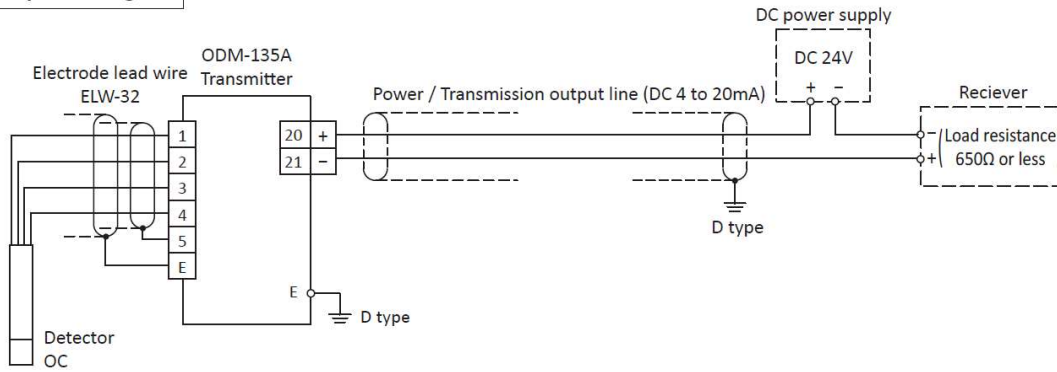 DC power supply
ODM-135A
Transmitter
DC 24V
+ −
Electrode lead wire
ELW-32
Power / Transmission output line (DC 4 to 20mA)
Reciever
1
2
3
4
5
E
20 +
21 −
− Load resistance
+ 650Ω or less
D type
E
D type
Detector
OC